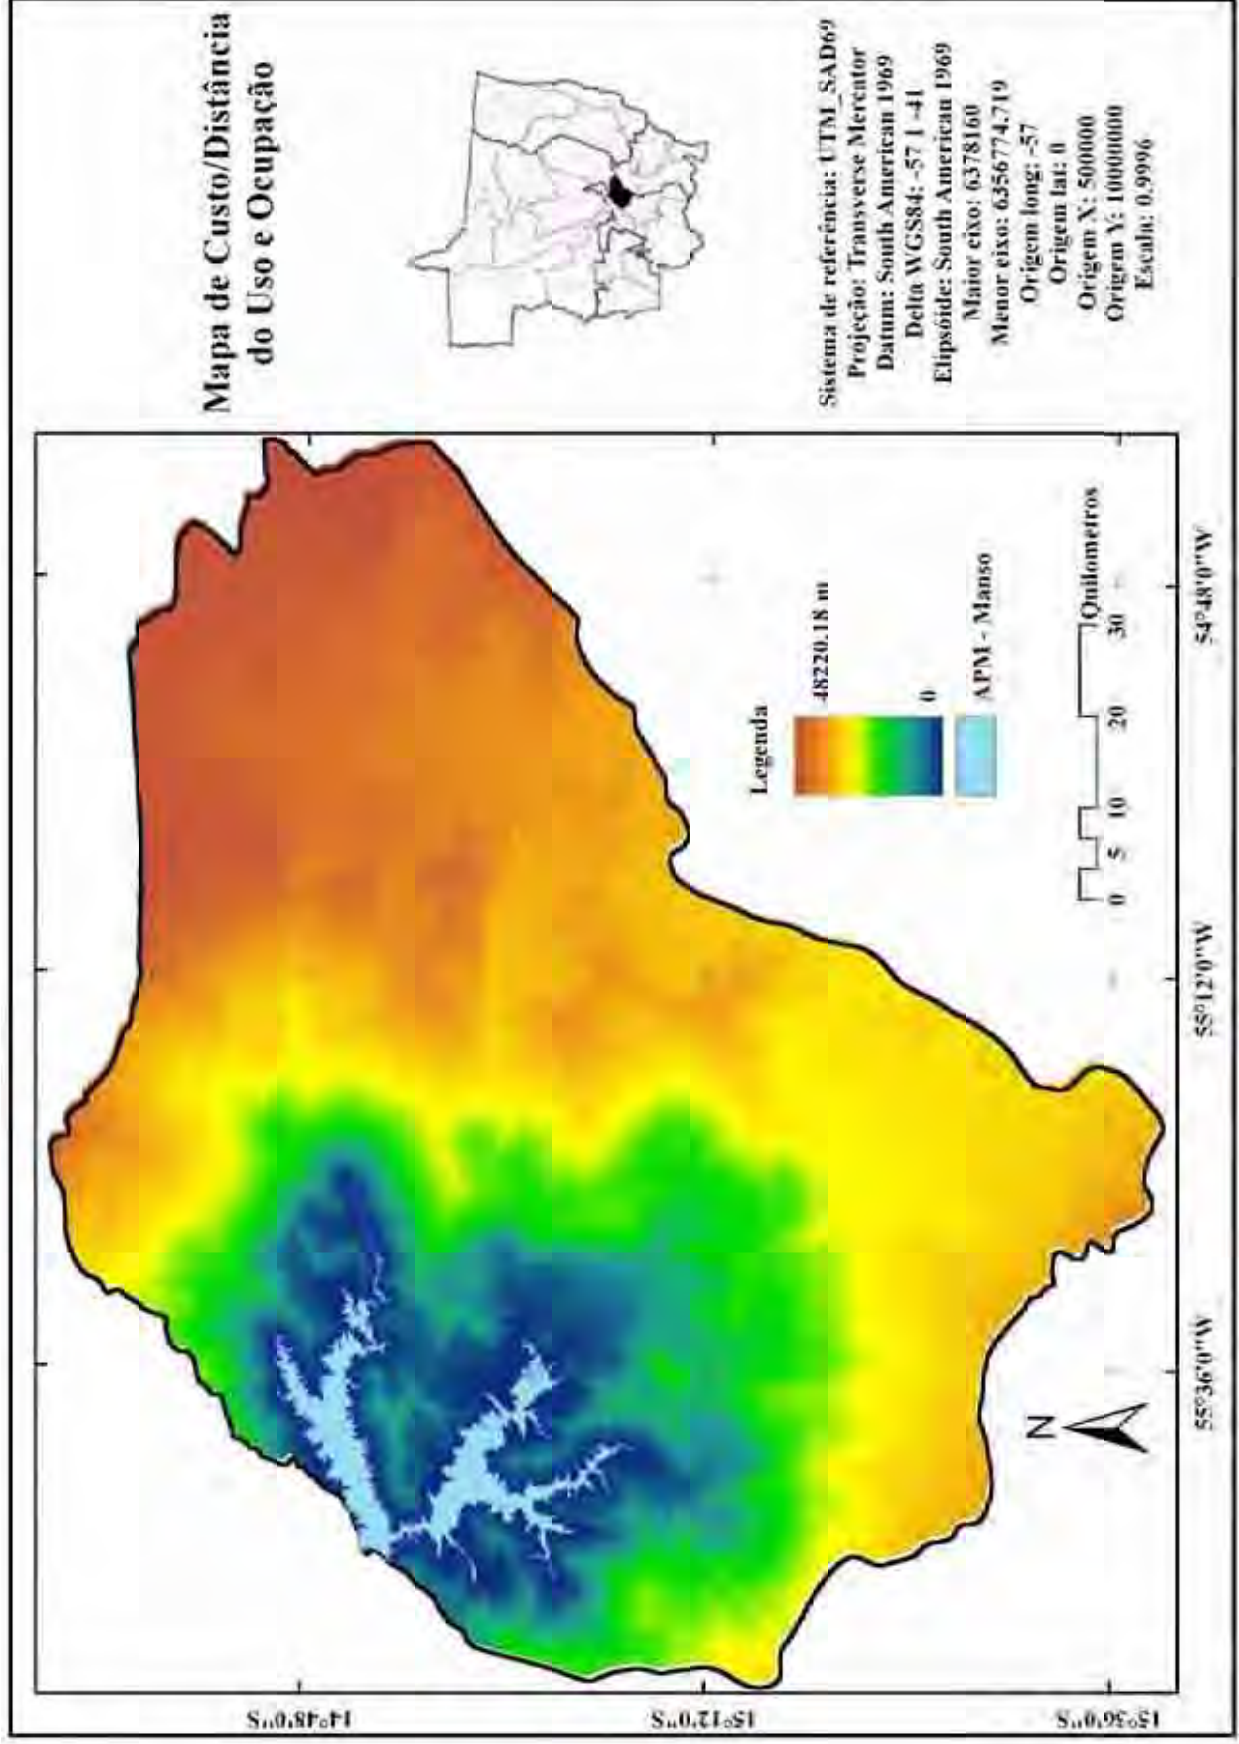 Mapa de Custo/Distância
do Uso e Ocupação
Sistema de referência: UTM_SAD69
Projeção: Transverse Mercator
Datum: South American 1969
Delta WGS84: -57 1 -41
Elipsóide: South American 1969
Maior eixo: 6378160
Menor eixo: 6356774.719
Origem long: -57
Origem lat: 0
Origem X: 500000
Origem Y: 10000000
Escala: 0.9996
Legenda
48220.18 m
0
APM - Manso
0 5 10 20 30
Quilometros
N
14°48'0"S
15°12'0"S
15°36'0"S
55°36'0"W
55°12'0"W
54°48'0"W